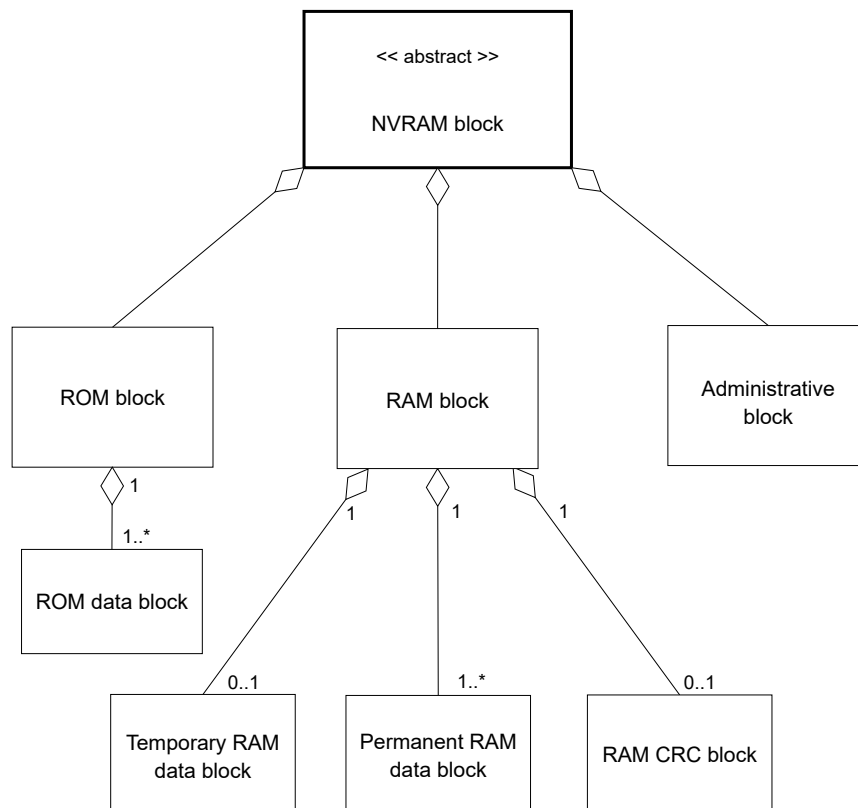 << abstract >>
NVRAM block
ROM block
RAM block
Administrative
block
1
1
1
1
1..*
ROM data block
0..1
1..*
0..1
Temporary RAM
data block
Permanent RAM
data block
RAM CRC block